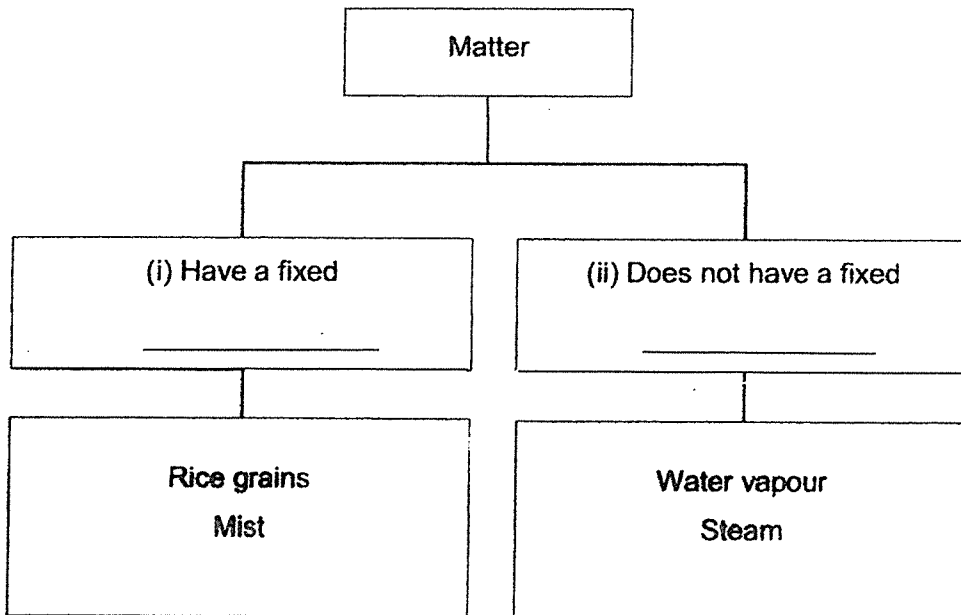 Matter
(i) Have a fixed
(ii) Does not have a fixed
Rice grains
Mist
Water vapour
Steam